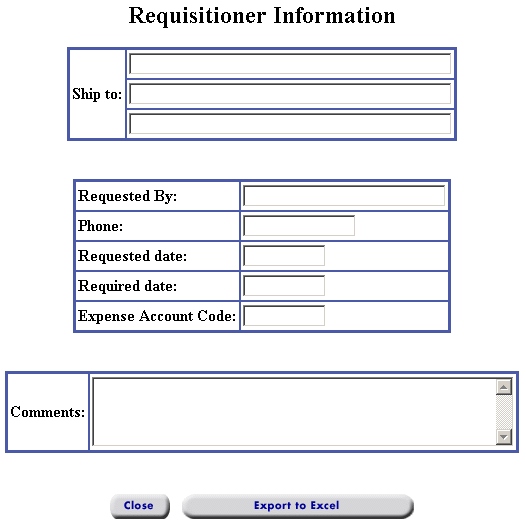 Requisitioner Information
Ship to:
Requested By:
Phone:
Requested date:
Required date:
Expense Account Code:
Comments:
Close Export to Excel